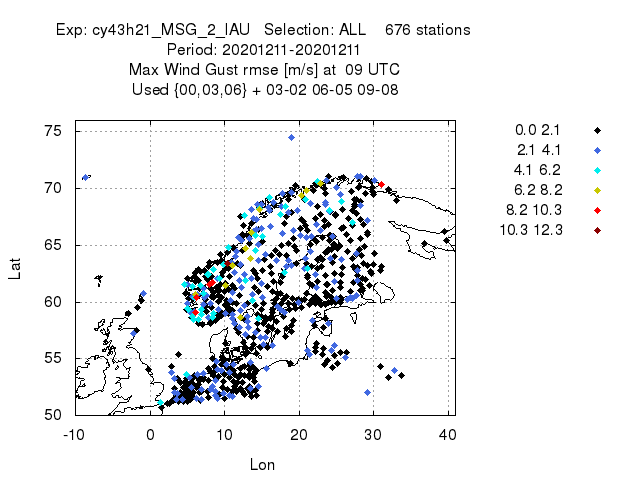 Exp: cy43h21_MSG_2_IAU   Selection: ALL    676 stations
Period: 20201211-20201211
Max Wind Gust rmse [m/s] at  09 UTC
Used {00,03,06} + 03-02 06-05 09-08
0.0 2.1
2.1 4.1
4.1 6.2
6.2 8.2
8.2 10.3
10.3 12.3
75
70
65
60
55
50
Lat
-10 0 10 20 30 40
Lon